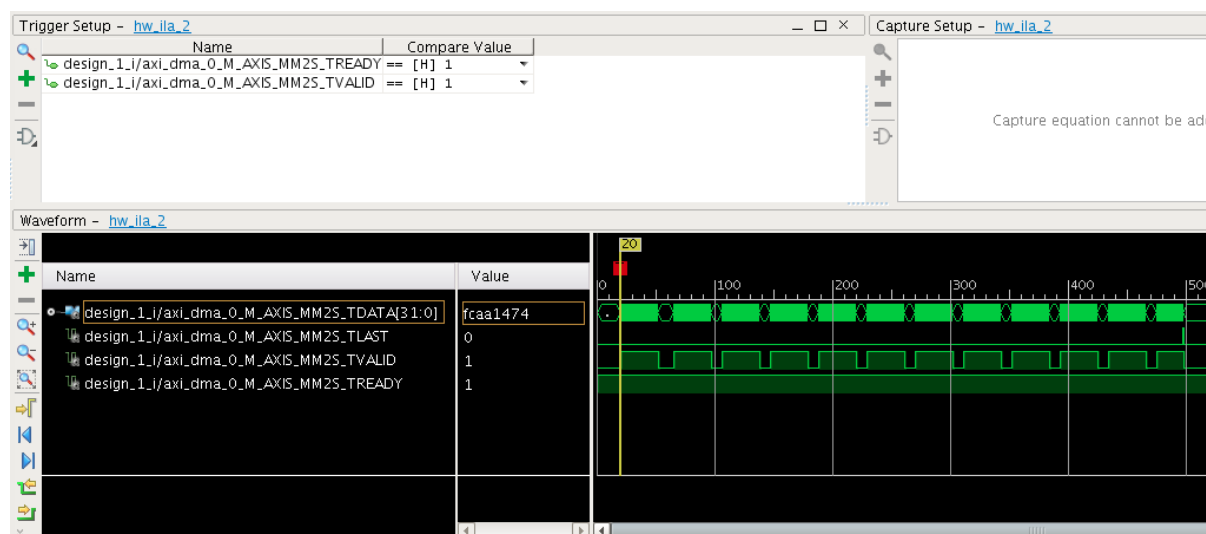 Trigger Setup - hw_ila_2
Capture Setup - hw_ila_2
Name Compare Value
design_1_i/axi_dma_0_M_AXIS_MM2S_TREADY == [H] 1
design_1_i/axi_dma_0_M_AXIS_MM2S_TVALID == [H] 1
Capture equation cannot be ad
Waveform - hw_ila_2
20
Name Value
0 100 200 300 400 500
design_1_i/axi_dma_0_M_AXIS_MM2S_TDATA[31:0] fcaa1474
design_1_i/axi_dma_0_M_AXIS_MM2S_TLAST 0
design_1_i/axi_dma_0_M_AXIS_MM2S_TVALID 1
design_1_i/axi_dma_0_M_AXIS_MM2S_TREADY 1